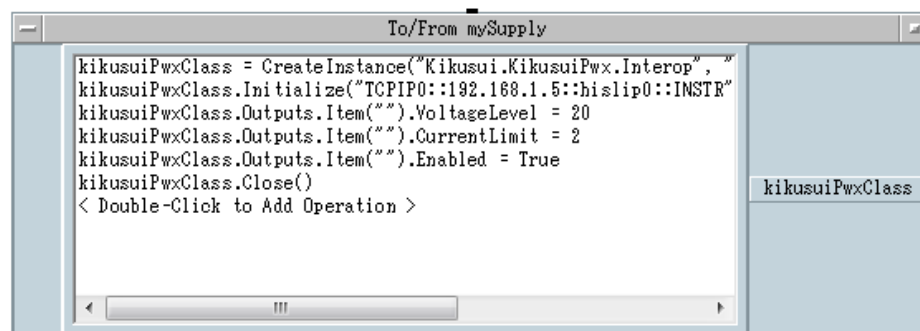 To/From mySupply
kikusuiPwxClass = CreateInstance("Kikusui.KikusuiPwx.Interop", "
kikusuiPwxClass.Initialize("TCPIP0::192.168.1.5::hislip0::INSTR"
kikusuiPwxClass.Outputs.Item("").VoltageLevel = 20
kikusuiPwxClass.Outputs.Item("").CurrentLimit = 2
kikusuiPwxClass.Outputs.Item("").Enabled = True
kikusuiPwxClass.Close()
< Double-Click to Add Operation >
kikusuiPwxClass